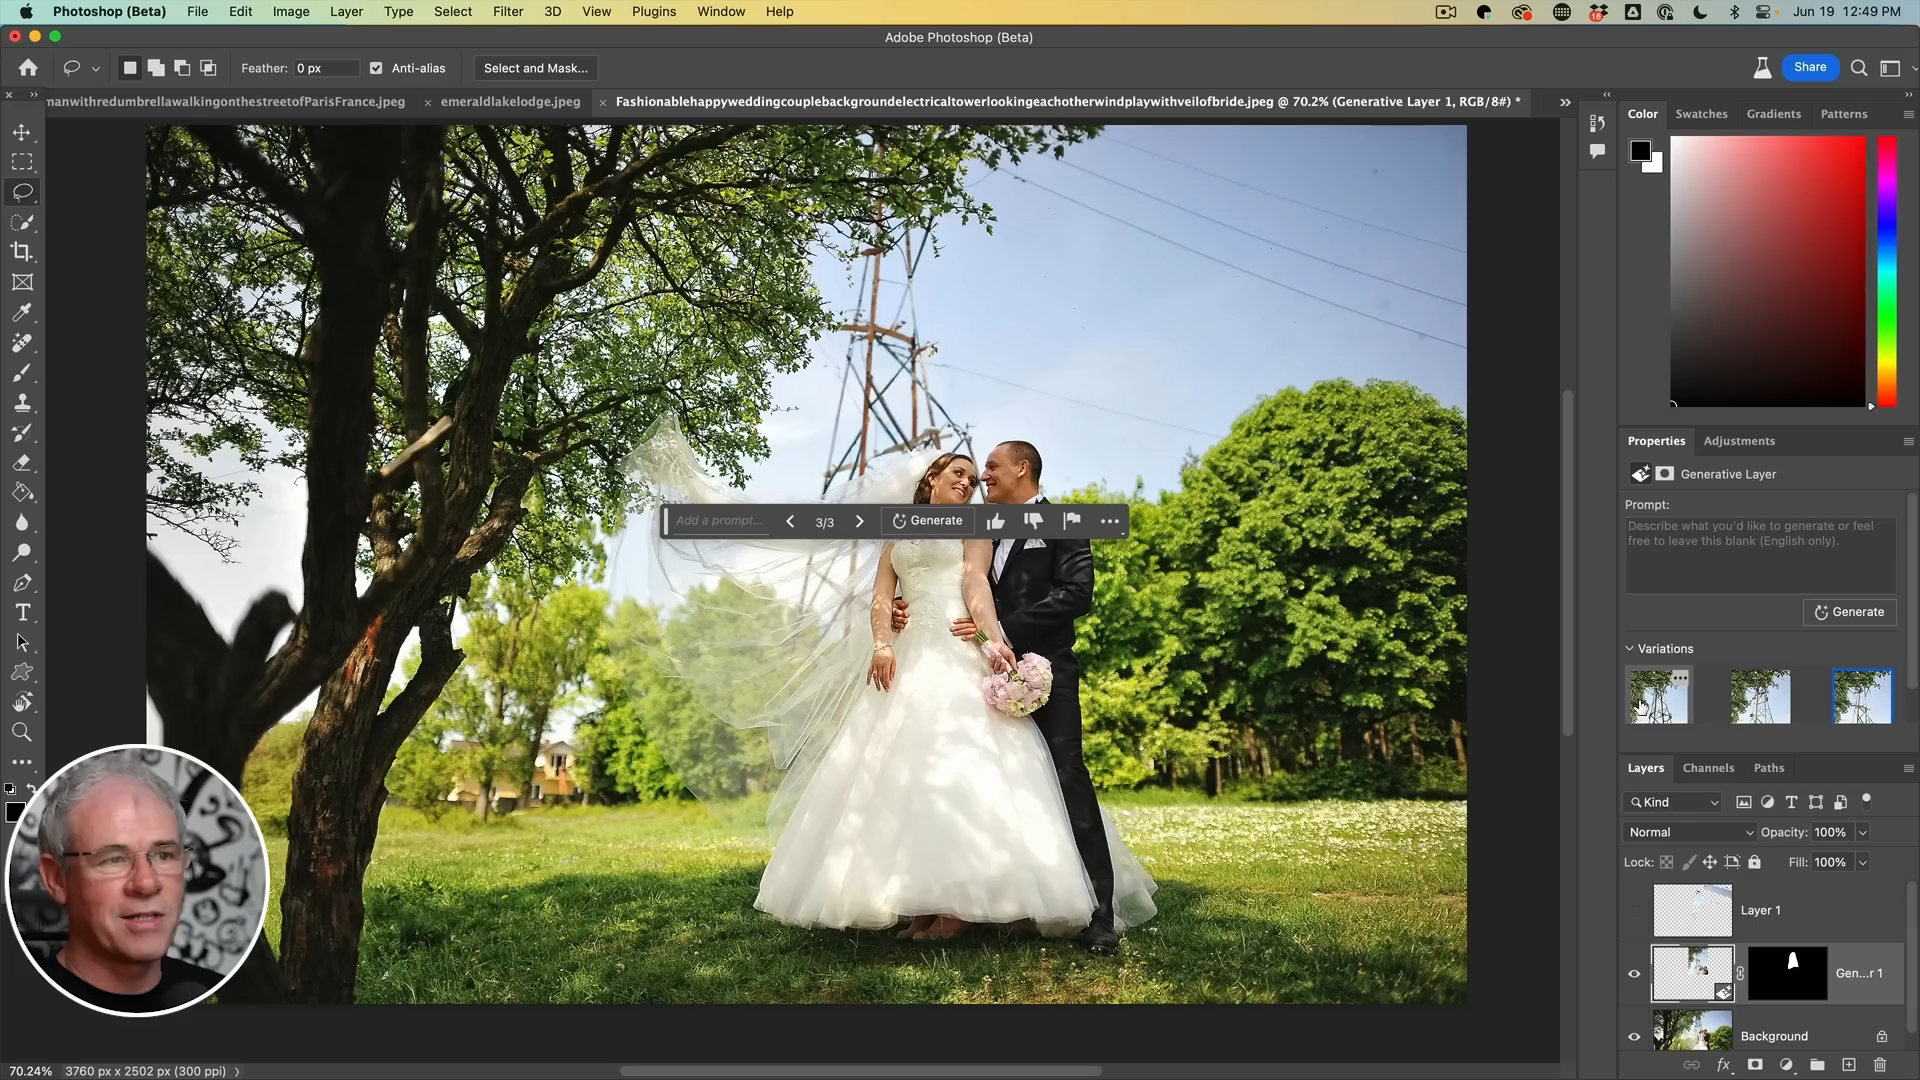 Photoshop (Beta) File Edit Image Layer Type Select Filter 3D View Plugins Window Help
16
Jun 19 12:49 PM
Adobe Photoshop (Beta)
Feather: 0 px Anti-alias Select and Mask... Share
manwithredumbrellawalkingonthestreetofParisFrance.jpeg emeraldlakelodge.jpeg Fashionablehappyweddingcouplebackgroundelectricaltowerlookingeachotherwindplaywithveilofbride.jpeg @ 70.2% (Generative Layer 1, RGB/8#) *
Color Swatches Gradients Patterns
Properties Adjustments
Generative Layer
Prompt:
Describe what you'd like to generate or feel
free to leave this blank (English only).
Add a prompt... 3/3 Generate
Generate
Variations
Layers Channels Paths
Kind
Normal Opacity: 100%
Lock: Fill: 100%
Layer 1
Gen...r 1
Background
fx
70.24% 3760 px x 2502 px (300 ppi)